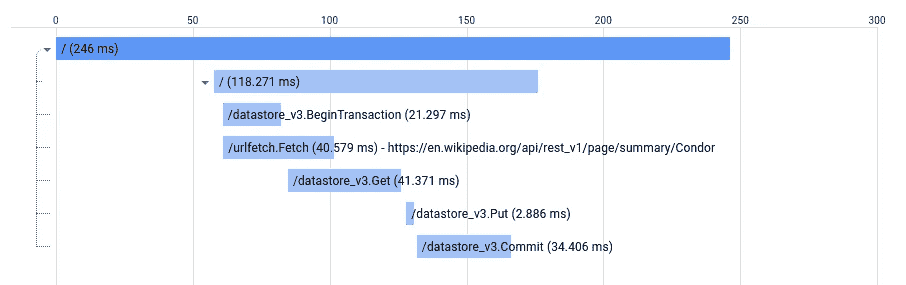 0 50 100 150 200 250 300
/ (246 ms)
/ (118.271 ms)
/datastore_v3.BeginTransaction (21.297 ms)
/urlfetch.Fetch (40.579 ms) - https://en.wikipedia.org/api/rest_v1/page/summary/Condor
/datastore_v3.Get (41.371 ms)
/datastore_v3.Put (2.886 ms)
/datastore_v3.Commit (34.406 ms)